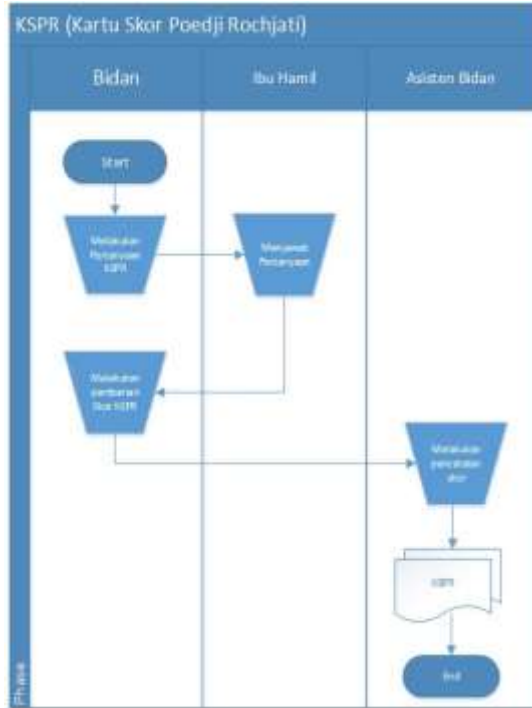 KSPR (Kartu Skor Poedji Rochjati)
Bidan
Ibu Hamil
Asisten Bidan
Start
Melakukan
Pertanyaan
KSPR
Menjawab
Pertanyaan
Melakukan
pemberian
Skor KSPR
Melakukan
pencatatan
skor
KSPR
End
Phase